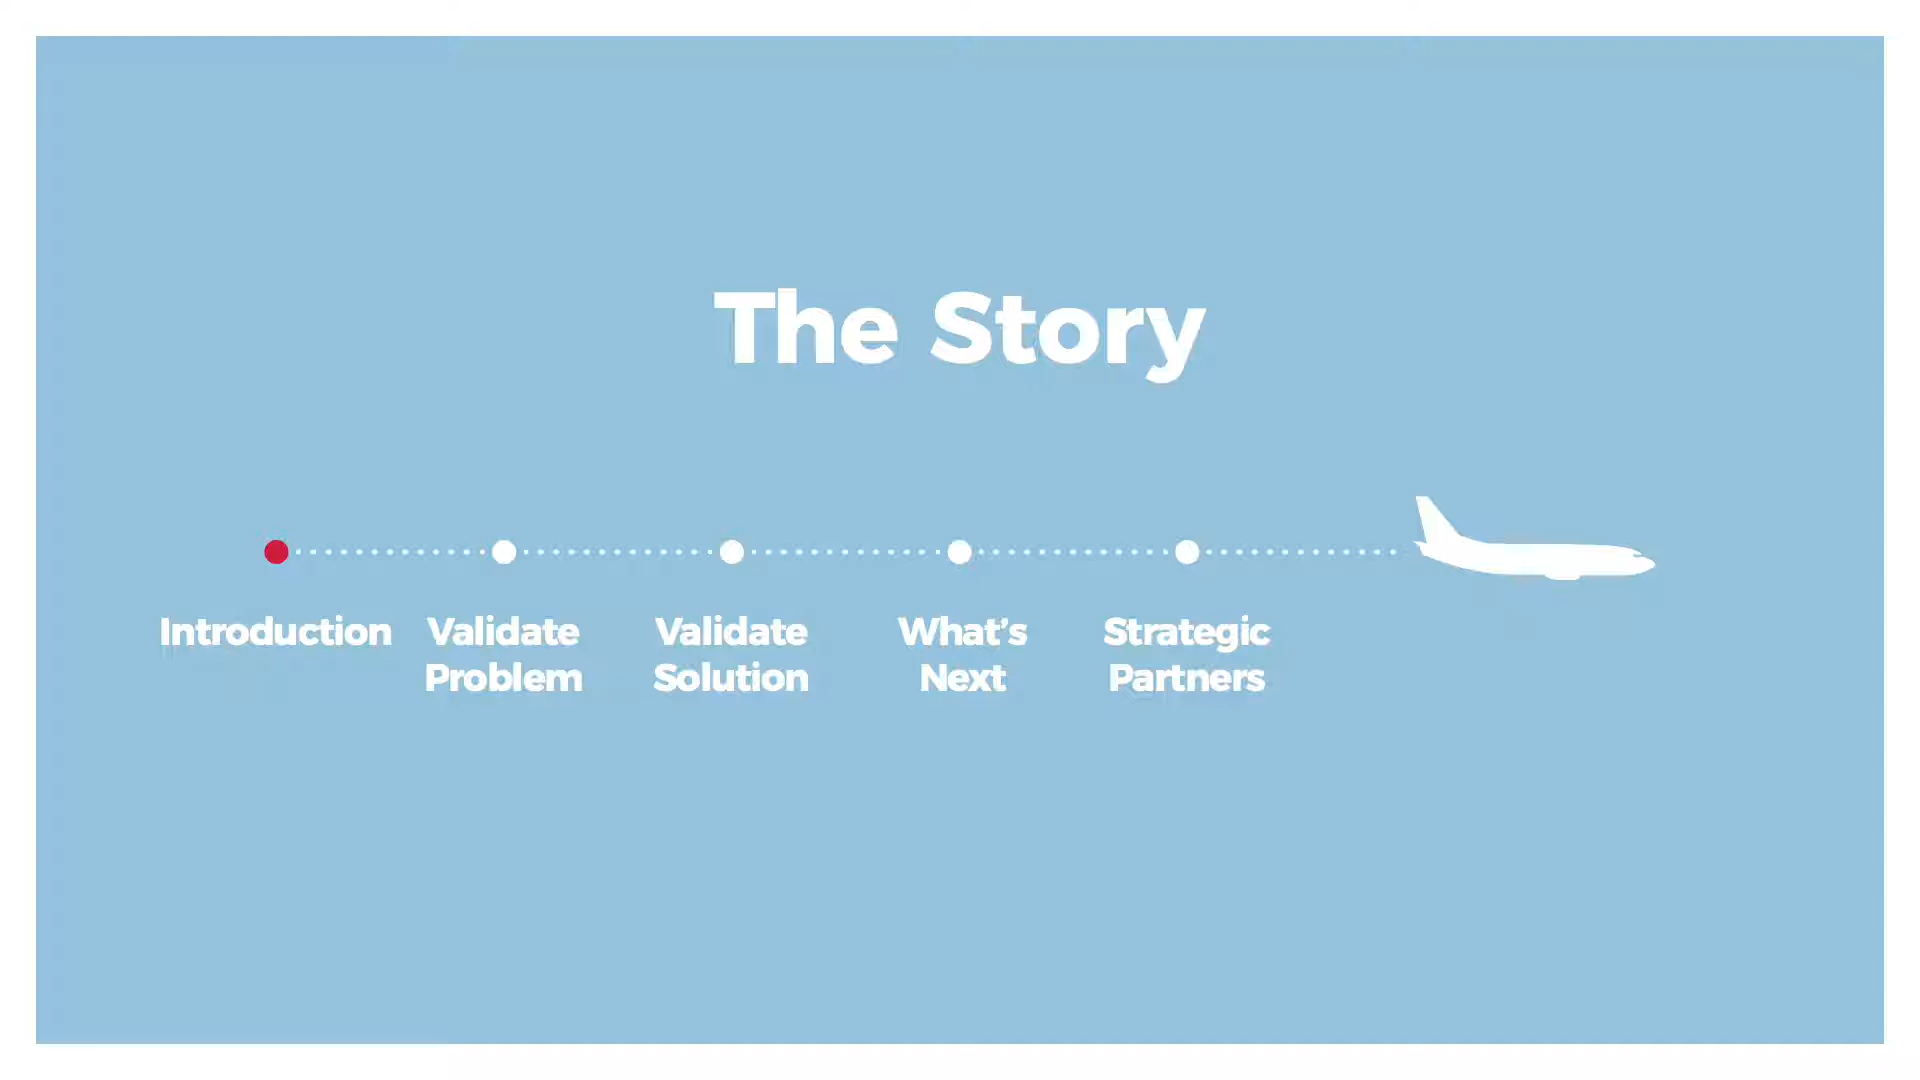 The Story
Introduction
Validate
Problem
Validate
Solution
What’s
Next
Strategic
Partners